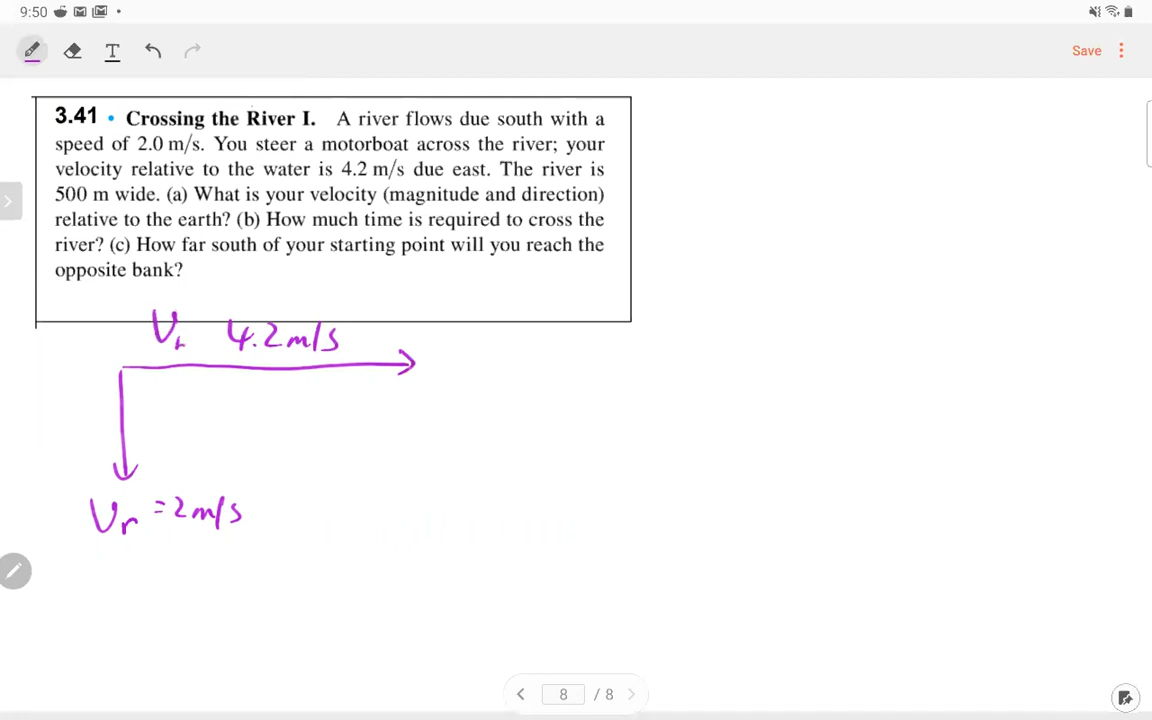 9:50
T
Save
3.41 • Crossing the River I. A river flows due south with a
speed of 2.0 m/s. You steer a motorboat across the river; your
velocity relative to the water is 4.2 m/s due east. The river is
500 m wide. (a) What is your velocity (magnitude and direction)
relative to the earth? (b) How much time is required to cross the
river? (c) How far south of your starting point will you reach the
opposite bank?
4.2 m/s
Vr = 2 m/s
8 / 8